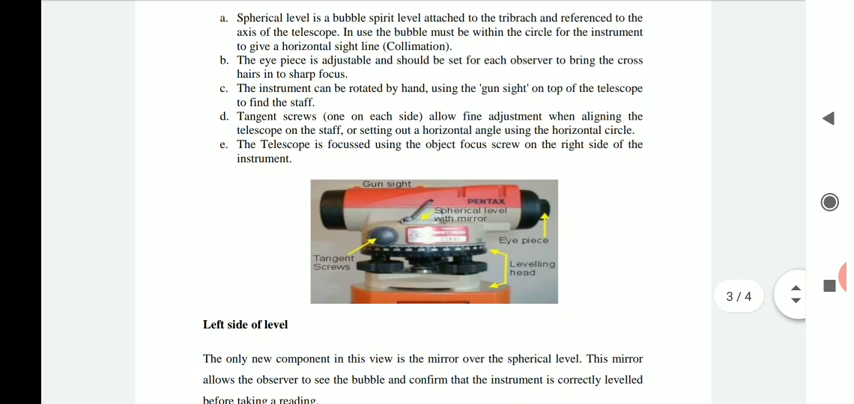 a. Spherical level is a bubble spirit level attached to the tribrach and referenced to the
axis of the telescope. In use the bubble must be within the circle for the instrument
to give a horizontal sight line (Collimation).
b. The eye piece is adjustable and should be set for each observer to bring the cross
hairs in to sharp focus.
c. The instrument can be rotated by hand, using the 'gun sight' on top of the telescope
to find the staff.
d. Tangent screws (one on each side) allow fine adjustment when aligning the
telescope on the staff, or setting out a horizontal angle using the horizontal circle.
e. The Telescope is focussed using the object focus screw on the right side of the
instrument.
Gun sight
PENTAX
Spherical level
with mirror
Eye piece
Tangent
Screws
Levelling
head
3 / 4
Left side of level
The only new component in this view is the mirror over the spherical level. This mirror
allows the observer to see the bubble and confirm that the instrument is correctly levelled
before taking a reading.